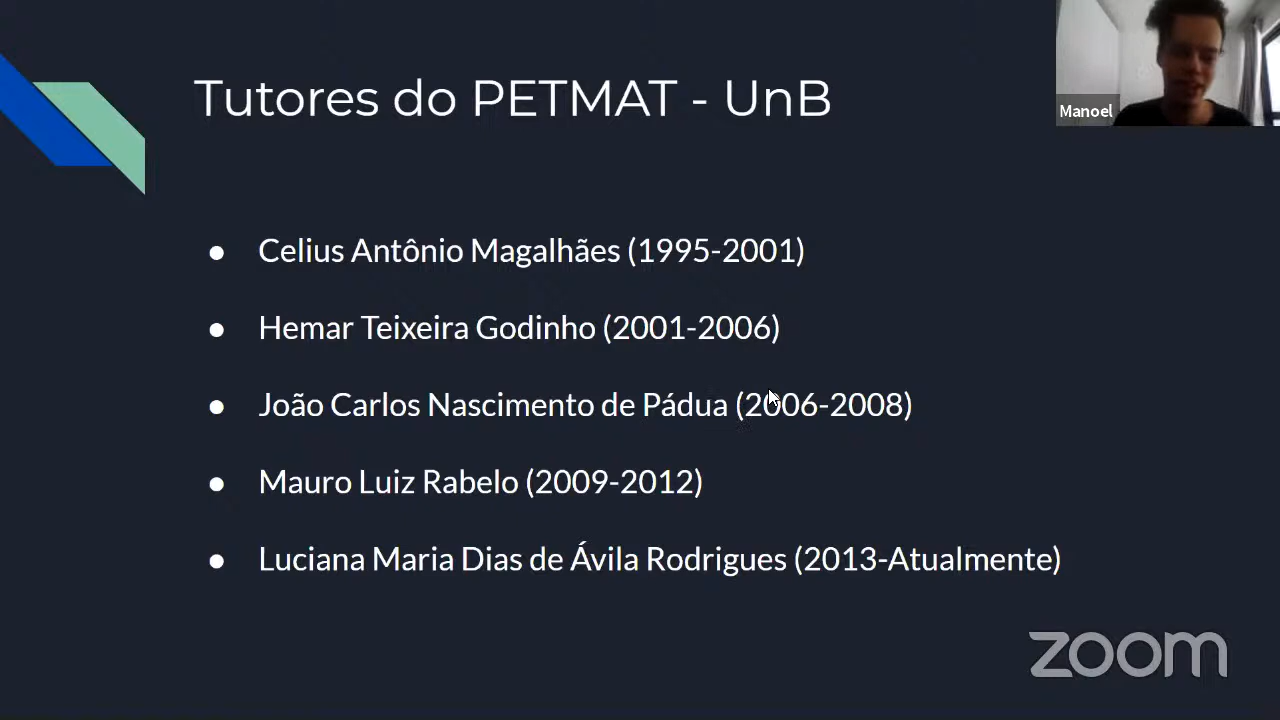 Tutores do PETMAT - UnB
Manoel
● Celius Antônio Magalhães (1995-2001)
● Hemar Teixeira Godinho (2001-2006)
● João Carlos Nascimento de Pádua (2006-2008)
● Mauro Luiz Rabelo (2009-2012)
● Luciana Maria Dias de Ávila Rodrigues (2013-Atualmente)
zoom